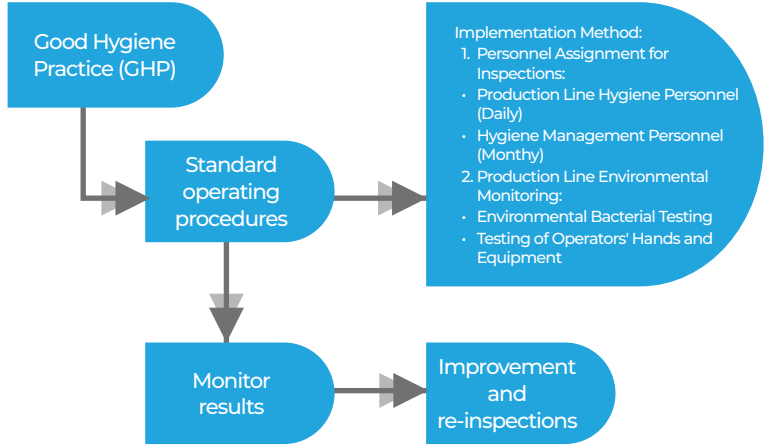 Good Hygiene
Practice (GHP)
Implementation Method:
1. Personnel Assignment for
Inspections:
• Production Line Hygiene Personnel
(Daily)
• Hygiene Management Personnel
(Monthy)
2. Production Line Environmental
Monitoring:
• Environmental Bacterial Testing
• Testing of Operators' Hands and
Equipment
Standard
operating
procedures
Monitor
results
Improvement
and
re-inspections